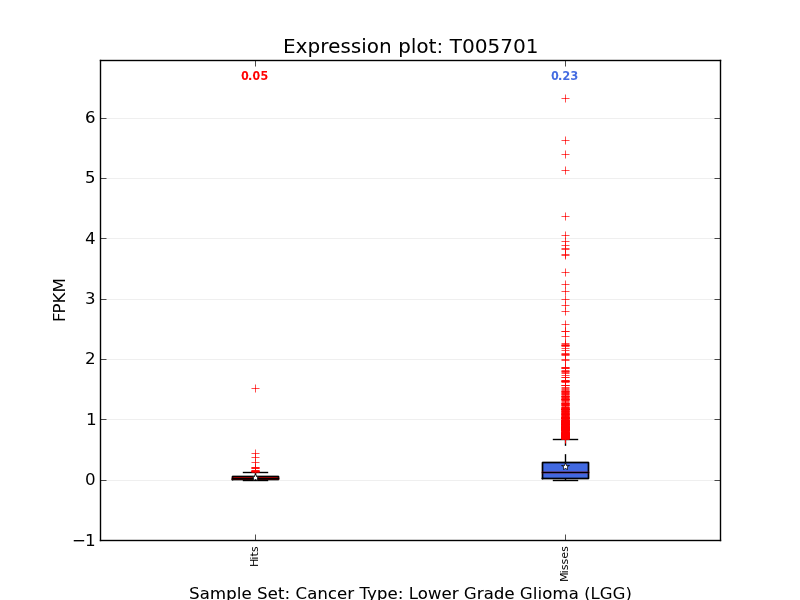 Expression plot: T005701
0.05
0.23
6
5
4
3
2
1
0
−1
FPKM
Hits
Misses
Sample Set: Cancer Type: Lower Grade Glioma (LGG)